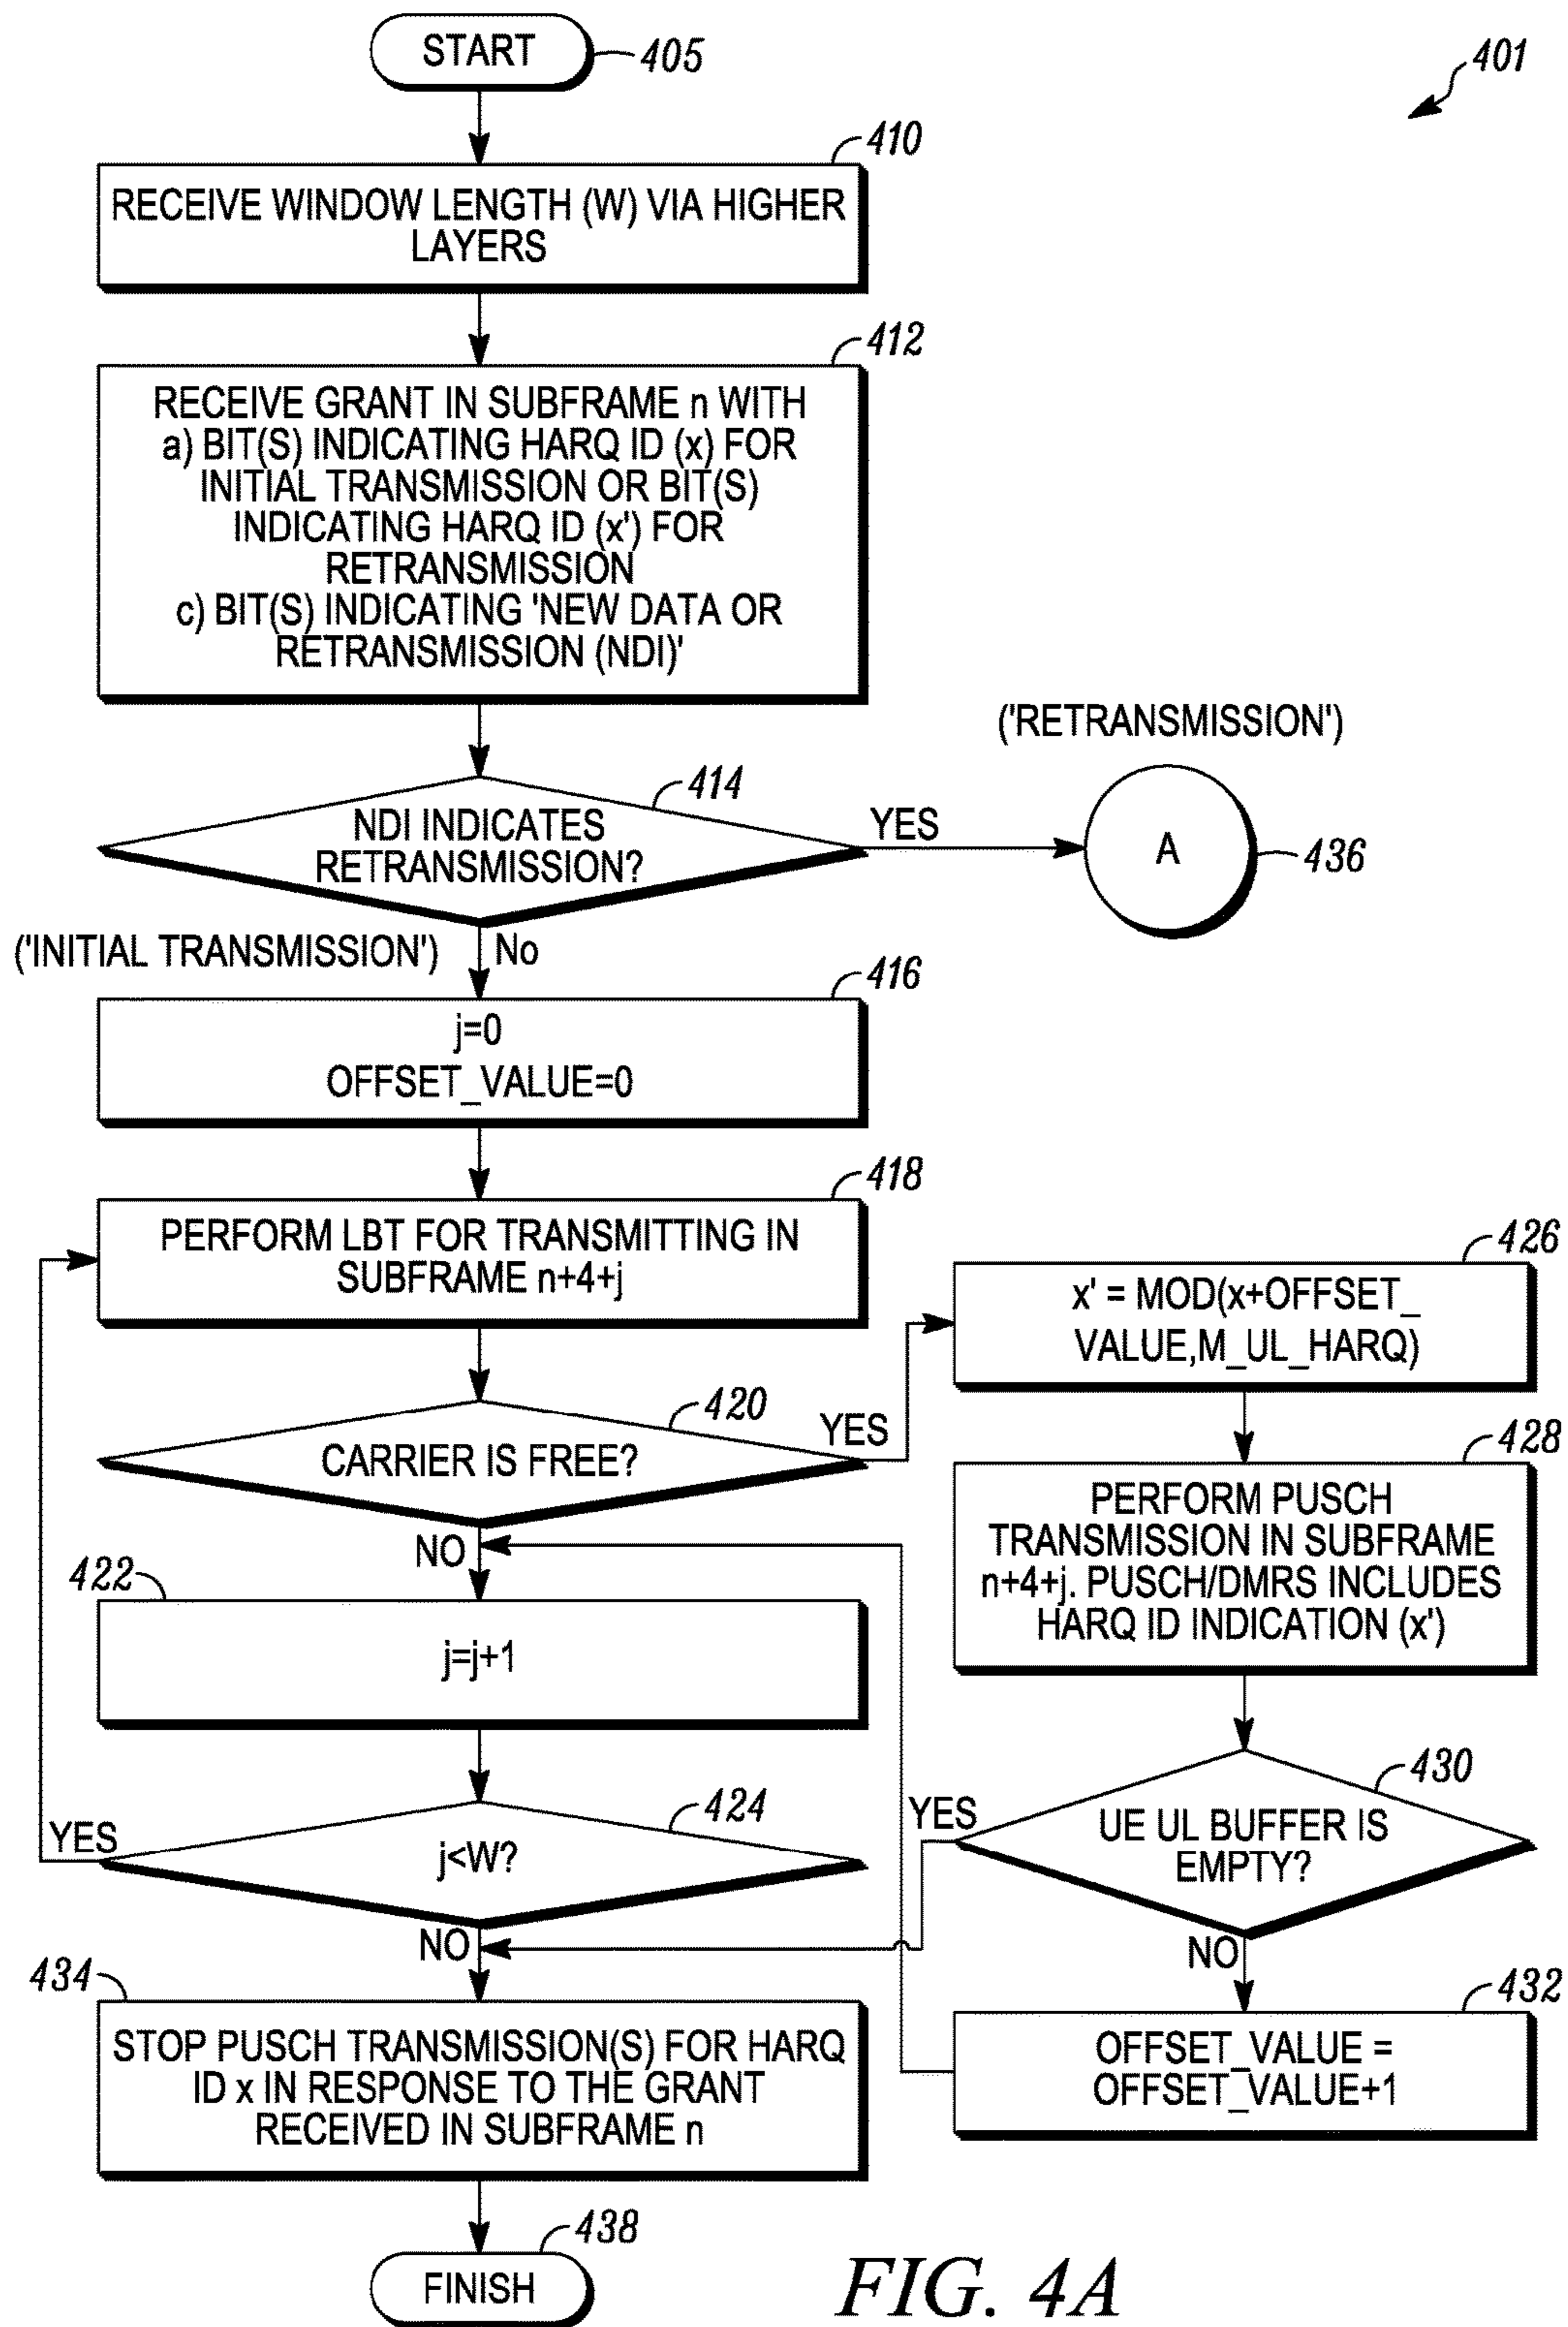 START
405
401
410
RECEIVE WINDOW LENGTH (W) VIA HIGHER
LAYERS
412
RECEIVE GRANT IN SUBFRAME n WITH
a) BIT(S) INDICATING HARQ ID (x) FOR
INITIAL TRANSMISSION OR BIT(S)
INDICATING HARQ ID (x') FOR
RETRANSMISSION
c) BIT(S) INDICATING 'NEW DATA OR
RETRANSMISSION (NDI)'
('RETRANSMISSION')
414
NDI INDICATES
RETRANSMISSION?
YES
A
436
('INITIAL TRANSMISSION')
No
416
j=0
OFFSET_VALUE=0
418
PERFORM LBT FOR TRANSMITTING IN
SUBFRAME n+4+j
420
CARRIER IS FREE?
YES
426
x' = MOD(x+OFFSET_
VALUE,M_UL_HARQ)
428
PERFORM PUSCH
TRANSMISSION IN SUBFRAME
n+4+j. PUSCH/DMRS INCLUDES
HARQ ID INDICATION (x')
NO
422
j=j+1
424
j<W?
YES
NO
430
UE UL BUFFER IS
EMPTY?
YES
NO
432
OFFSET_VALUE =
OFFSET_VALUE+1
434
STOP PUSCH TRANSMISSION(S) FOR HARQ
ID x IN RESPONSE TO THE GRANT
RECEIVED IN SUBFRAME n
438
FINISH
FIG. 4A